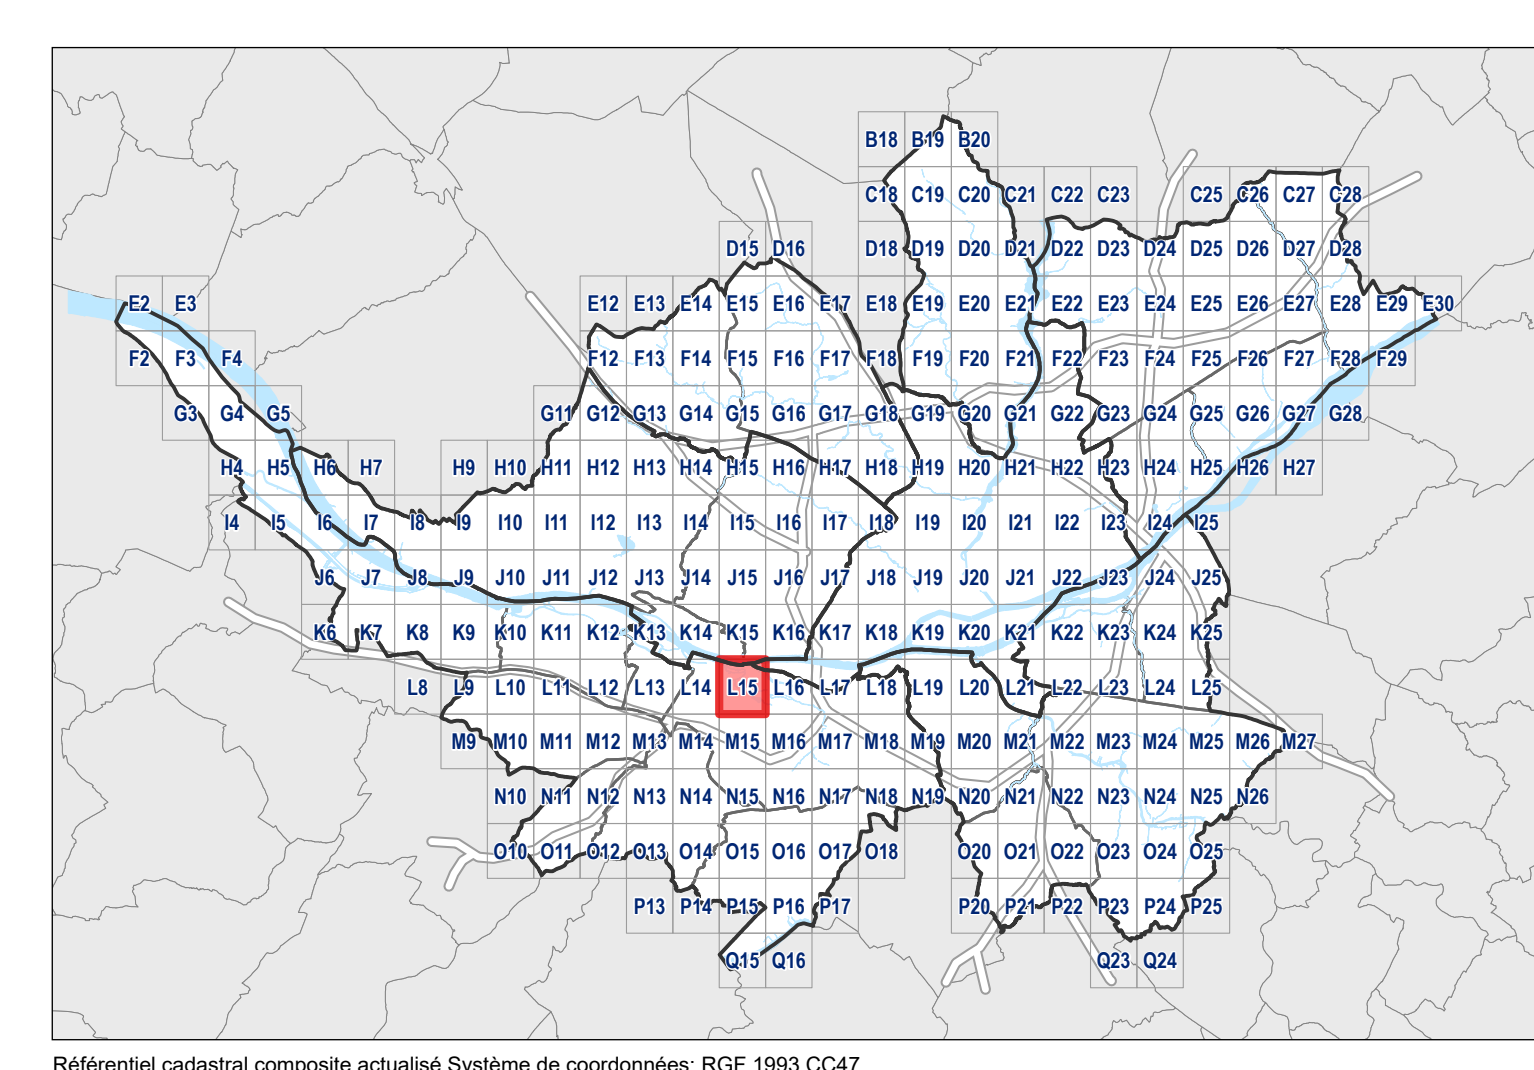 B18 B19 B20
C18 C19 C20 C21 C22 C23 C25 C26 C27 C28
D15 D16 D18 D19 D20 D21 D22 D23 D24 D25 D26 D27 D28
E2 E3 E12 E13 E14 E15 E16 E17 E18 E19 E20 E21 E22 E23 E24 E25 E26 E27 E28 E29 E30
F2 F3 F4 F12 F13 F14 F15 F16 F17 F18 F19 F20 F21 F22 F23 F24 F25 F26 F27 F28 F29
G3 G4 G5 G11 G12 G13 G14 G15 G16 G17 G18 G19 G20 G21 G22 G23 G24 G25 G26 G27 G28
H4 H5 H6 H7 H9 H10 H11 H12 H13 H14 H15 H16 H17 H18 H19 H20 H21 H22 H23 H24 H25 H26 H27
I4 I5 I6 I7 I8 I9 I10 I11 I12 I13 I14 I15 I16 I17 I18 I19 I20 I21 I22 I23 I24 I25
J6 J7 J8 J9 J10 J11 J12 J13 J14 J15 J16 J17 J18 J19 J20 J21 J22 J23 J24 J25
K6 K7 K8 K9 K10 K11 K12 K13 K14 K15 K16 K17 K18 K19 K20 K21 K22 K23 K24 K25
L8 L9 L10 L11 L12 L13 L14 L15 L16 L17 L18 L19 L20 L21 L22 L23 L24 L25
M9 M10 M11 M12 M13 M14 M15 M16 M17 M18 M19 M20 M21 M22 M23 M24 M25 M26 M27
N10 N11 N12 N13 N14 N15 N16 N17 N18 N19 N20 N21 N22 N23 N24 N25 N26
O10 O11 O12 O13 O14 O15 O16 O17 O18 O20 O21 O22 O23 O24 O25
P13 P14 P15 P16 P17 P20 P21 P22 P23 P24 P25
Q15 Q16 Q23 Q24
Référentiel cadastral composite actualisé Système de coordonnées: RGF 1993 CC47